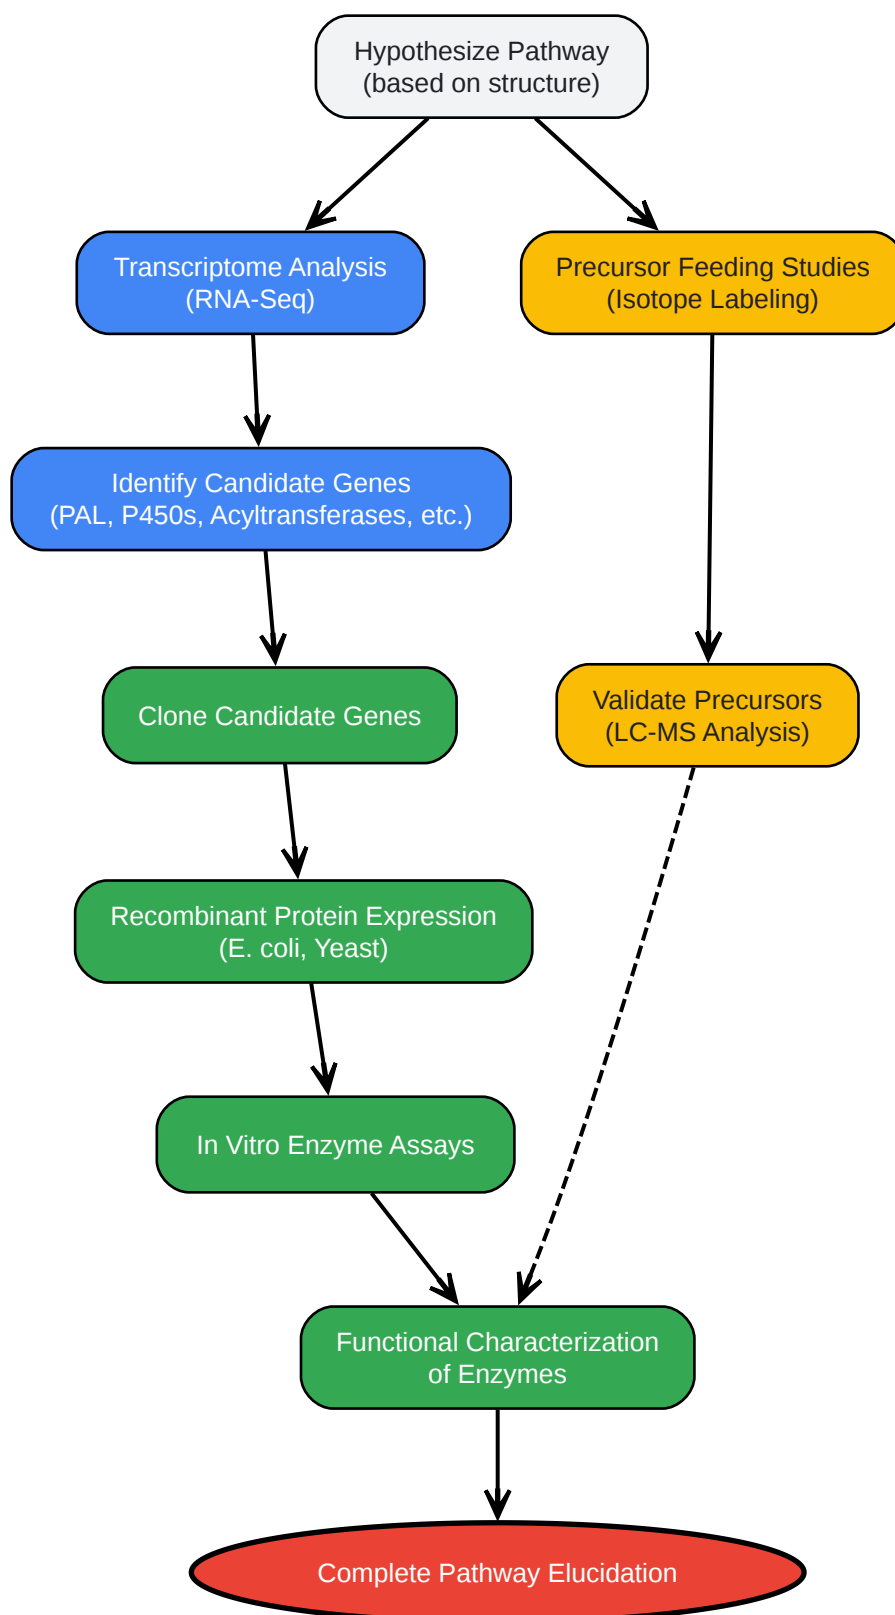 Hypothesize Pathway
(based on structure)
Transcriptome Analysis
(RNA-Seq)
Precursor Feeding Studies
(Isotope Labeling)
Identify Candidate Genes
(PAL, P450s, Acyltransferases, etc.)
Clone Candidate Genes
Validate Precursors
(LC-MS Analysis)
Recombinant Protein Expression
(E. coli, Yeast)
In Vitro Enzyme Assays
Functional Characterization
of Enzymes
Complete Pathway Elucidation